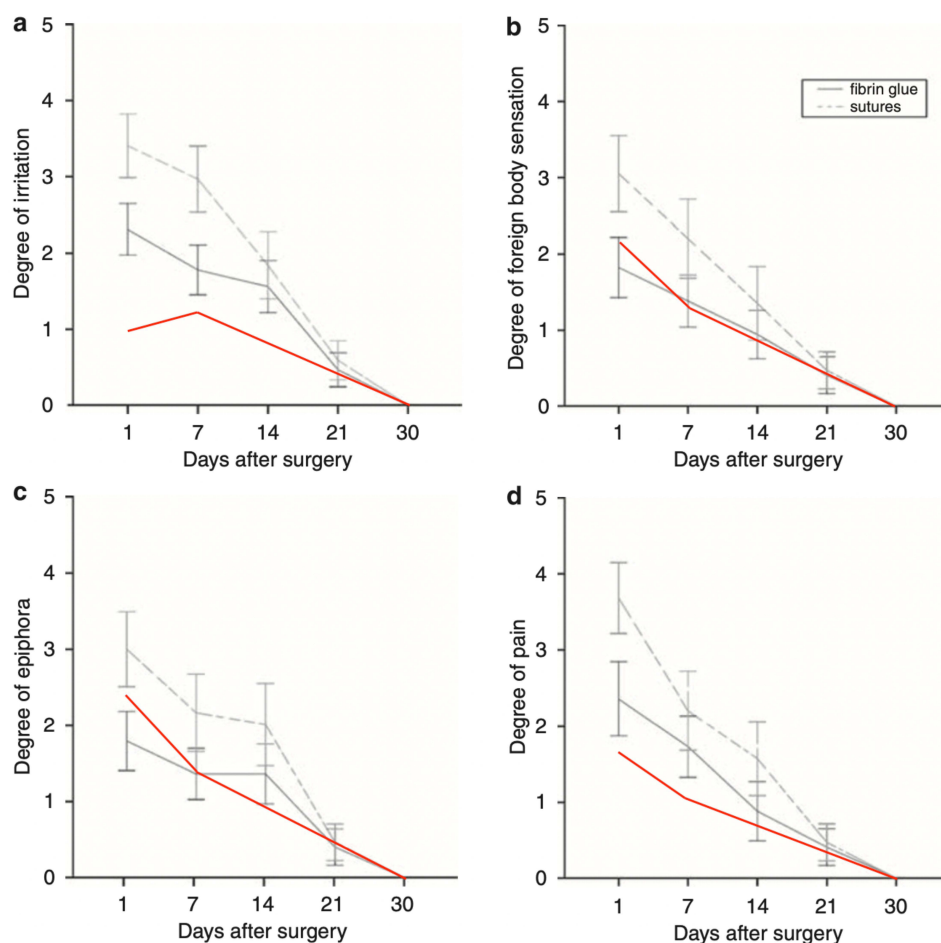 a
5
4
3
2
1
0
Degree of irritation
1 7 14 21 30
Days after surgery
b
5
4
3
2
1
0
Degree of foreign body sensation
fibrin glue
sutures
1 7 14 21 30
Days after surgery
c
5
4
3
2
1
0
Degree of epiphora
1 7 14 21 30
Days after surgery
d
5
4
3
2
1
0
Degree of pain
1 7 14 21 30
Days after surgery